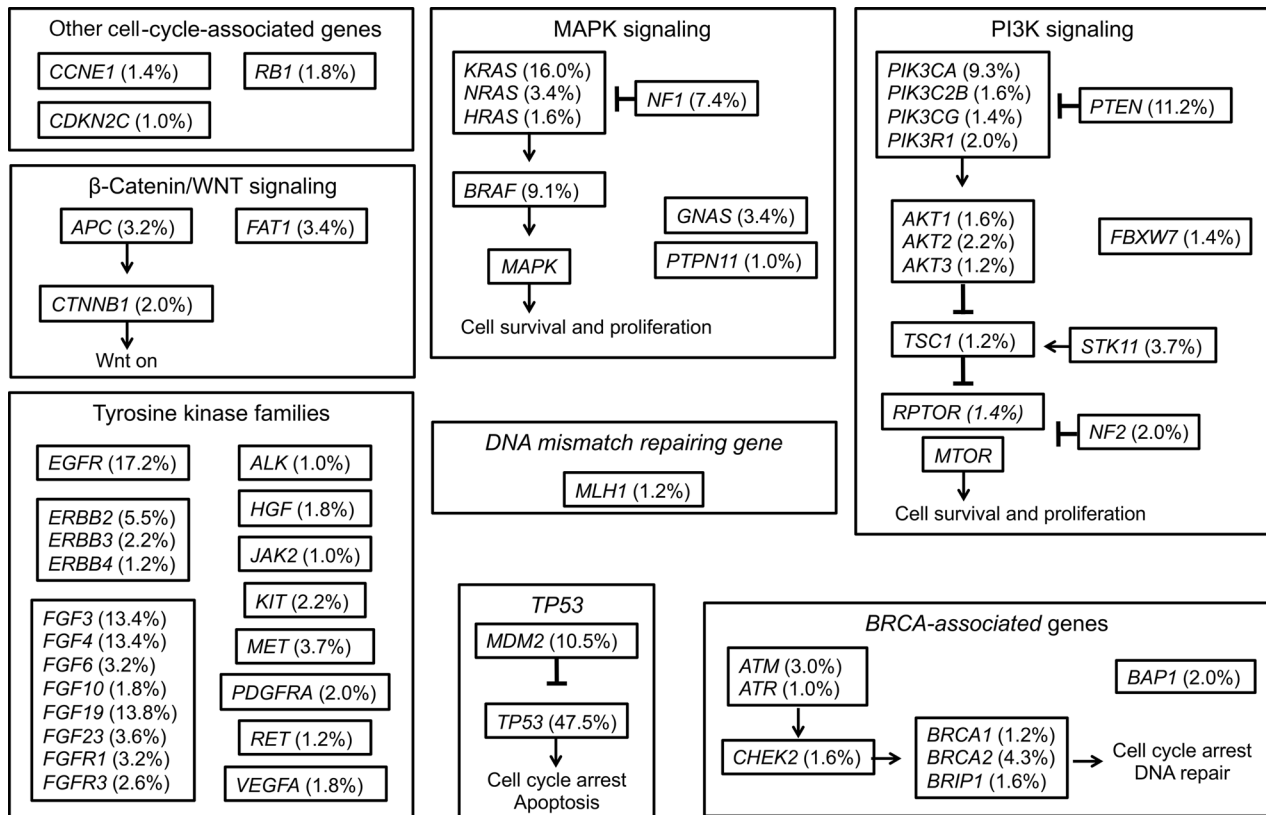 Other cell-cycle-associated genes
CCNE1 (1.4%)
RB1 (1.8%)
CDKN2C (1.0%)
β-Catenin/WNT signaling
APC (3.2%)
FAT1 (3.4%)
CTNNB1 (2.0%)
Wnt on
Tyrosine kinase families
EGFR (17.2%)
ERBB2 (5.5%)
ERBB3 (2.2%)
ERBB4 (1.2%)
FGF3 (13.4%)
FGF4 (13.4%)
FGF6 (3.2%)
FGF10 (1.8%)
FGF19 (13.8%)
FGF23 (3.6%)
FGFR1 (3.2%)
FGFR3 (2.6%)
ALK (1.0%)
HGF (1.8%)
JAK2 (1.0%)
KIT (2.2%)
MET (3.7%)
PDGFRA (2.0%)
RET (1.2%)
VEGFA (1.8%)
MAPK signaling
KRAS (16.0%)
NRAS (3.4%)
HRAS (1.6%)
NF1 (7.4%)
BRAF (9.1%)
GNAS (3.4%)
PTPN11 (1.0%)
MAPK
Cell survival and proliferation
DNA mismatch repairing gene
MLH1 (1.2%)
TP53
MDM2 (10.5%)
TP53 (47.5%)
Cell cycle arrest
Apoptosis
PI3K signaling
PIK3CA (9.3%)
PIK3C2B (1.6%)
PIK3CG (1.4%)
PIK3R1 (2.0%)
PTEN (11.2%)
AKT1 (1.6%)
AKT2 (2.2%)
AKT3 (1.2%)
FBXW7 (1.4%)
TSC1 (1.2%)
STK11 (3.7%)
RPTOR (1.4%)
NF2 (2.0%)
MTOR
Cell survival and proliferation
BRCA-associated genes
ATM (3.0%)
ATR (1.0%)
BAP1 (2.0%)
CHEK2 (1.6%)
BRCA1 (1.2%)
BRCA2 (4.3%)
BRIP1 (1.6%)
Cell cycle arrest
DNA repair